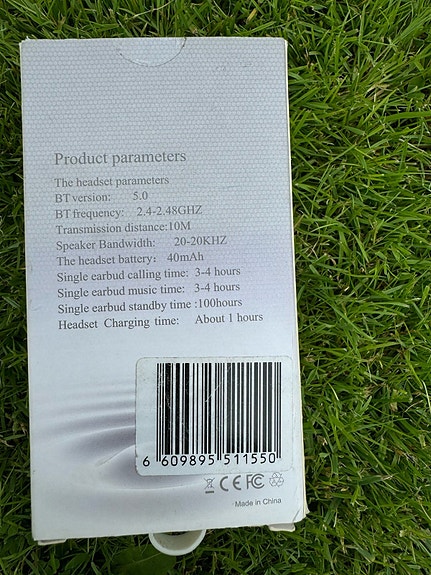 Product parameters
The headset parameters
BT version: 5.0
BT frequency: 2.4-2.48GHZ
Transmission distance:10M
Speaker Bandwidth: 20-20KHZ
The headset battery: 40mAh
Single earbud calling time: 3-4 hours
Single earbud music time: 3-4 hours
Single earbud standby time :100hours
Headset Charging time: About 1 hours
6 609895 511550
CE FC
Made in China